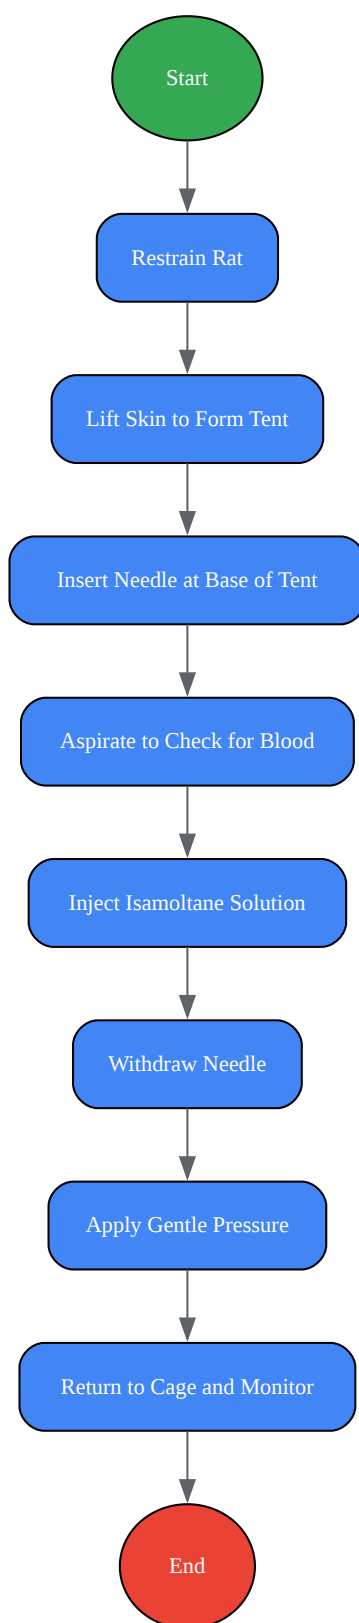 Start
Restrain Rat
Lift Skin to Form Tent
Insert Needle at Base of Tent
Aspirate to Check for Blood
Inject Isamoltane Solution
Withdraw Needle
Apply Gentle Pressure
Return to Cage and Monitor
End